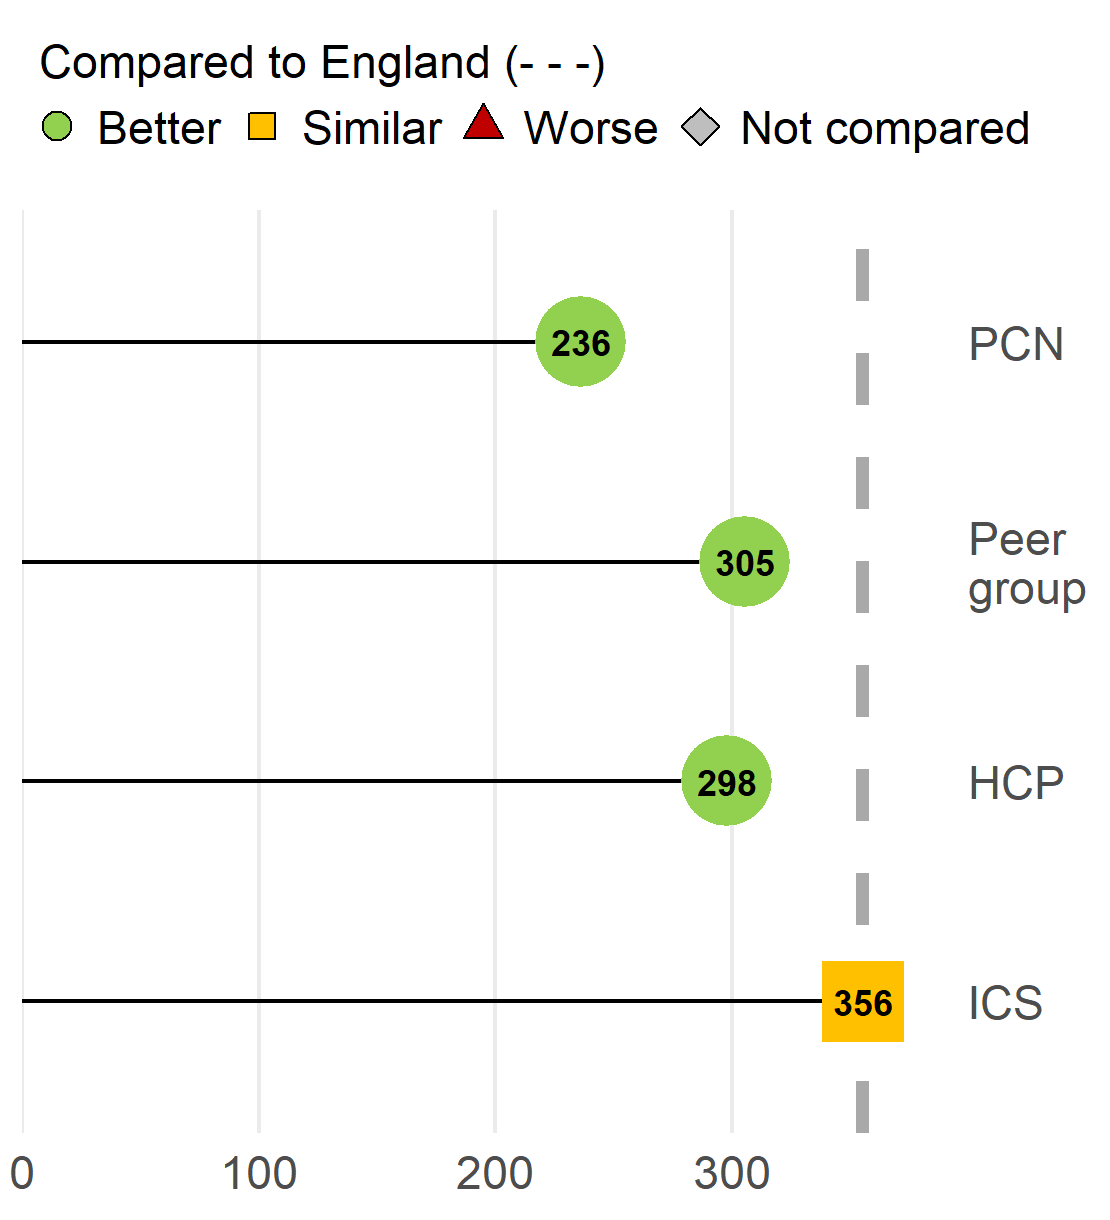 Compared to England (- - -)
Better Similar Worse Not compared
236 PCN
305 Peer
group
298 HCP
356 ICS
0 100 200 300